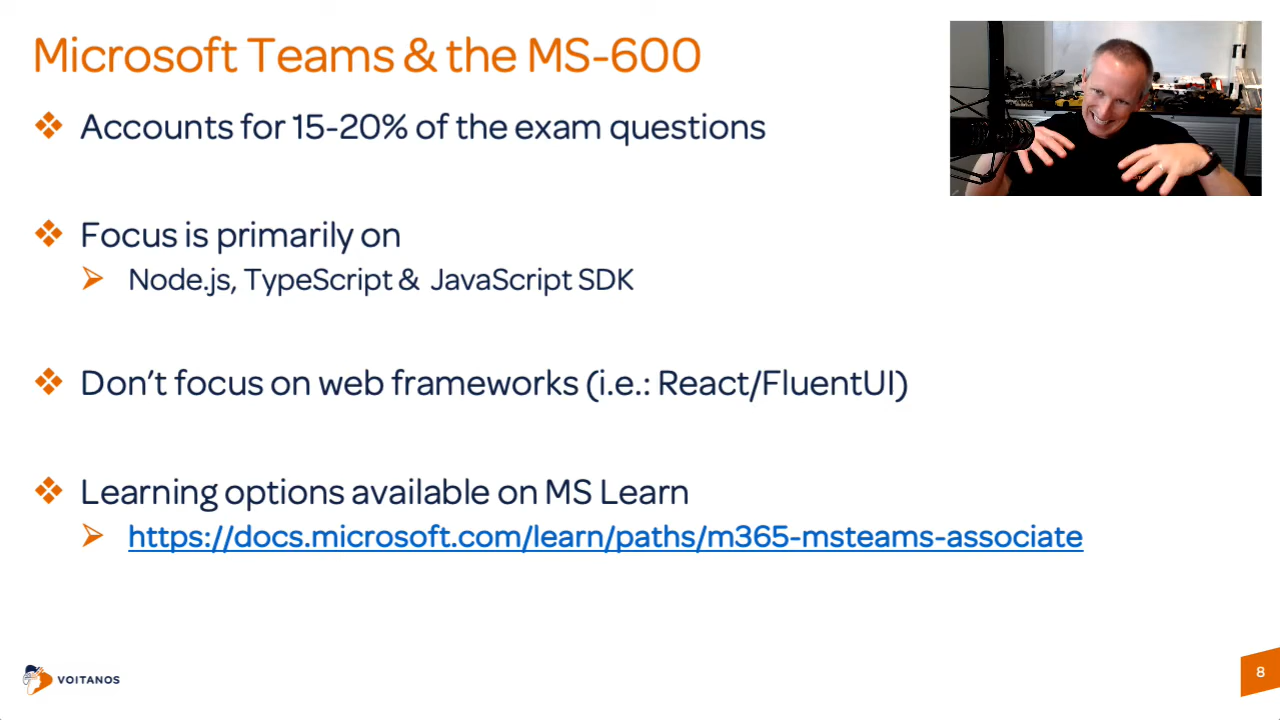 Microsoft Teams & the MS-600
Accounts for 15-20% of the exam questions
Focus is primarily on
Node.js, TypeScript & JavaScript SDK
Don't focus on web frameworks (i.e.: React/FluentUI)
Learning options available on MS Learn
https://docs.microsoft.com/learn/paths/m365-msteams-associate
VOITANOS
8